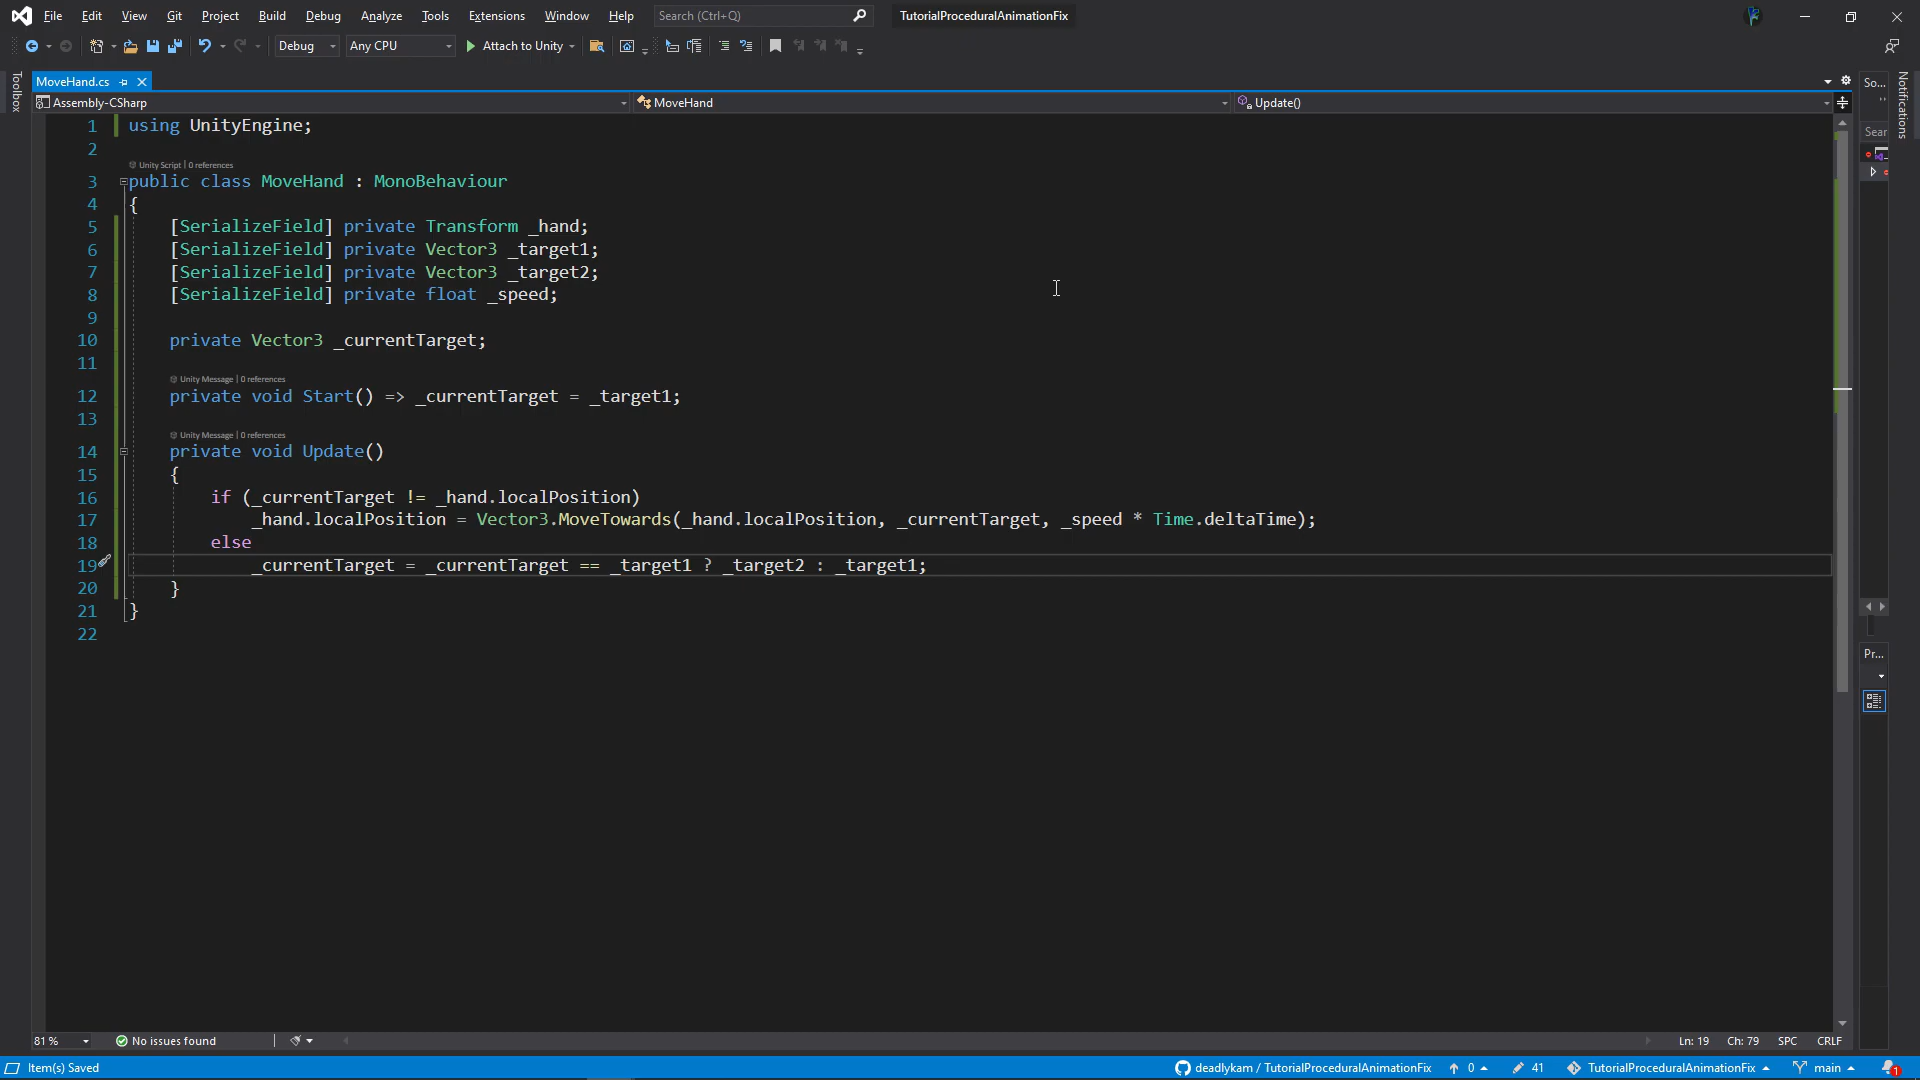 File Edit View Git Project Build Debug Analyze Tools Extensions Window Help Search (Ctrl+Q) TutorialProceduralAnimationFix
Debug Any CPU Attach to Unity
Toolbox
MoveHand.cs
So...
Notifications
Assembly-CSharp MoveHand Update()
Sear
1 using UnityEngine;
2
Unity Script | 0 references
3 public class MoveHand : MonoBehaviour
4 {
5 [SerializeField] private Transform _hand;
6 [SerializeField] private Vector3 _target1;
7 [SerializeField] private Vector3 _target2;
8 [SerializeField] private float _speed;
9
10 private Vector3 _currentTarget;
11
Unity Message | 0 references
12 private void Start() => _currentTarget = _target1;
13
Unity Message | 0 references
14 private void Update()
15 {
16 if (_currentTarget != _hand.localPosition)
17 _hand.localPosition = Vector3.MoveTowards(_hand.localPosition, _currentTarget, _speed * Time.deltaTime);
18 else
19 _currentTarget = _currentTarget == _target1 ? _target2 : _target1;
20 }
21 }
22
Pr...
81 % No issues found Ln: 19 Ch: 79 SPC CRLF
Item(s) Saved deadlykam / TutorialProceduralAnimationFix 0 41 TutorialProceduralAnimationFix main 1